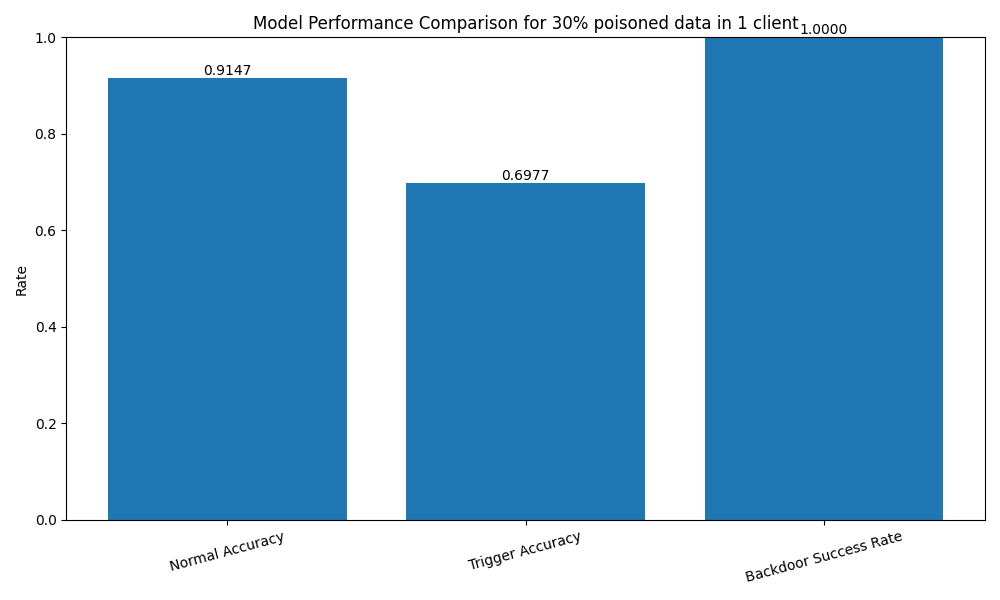 Model Performance Comparison for 30% poisoned data in 1 client
1.0000
0.9147
0.6977
1.0
0.8
0.6
0.4
0.2
0.0
Rate
Normal Accuracy
Trigger Accuracy
Backdoor Success Rate